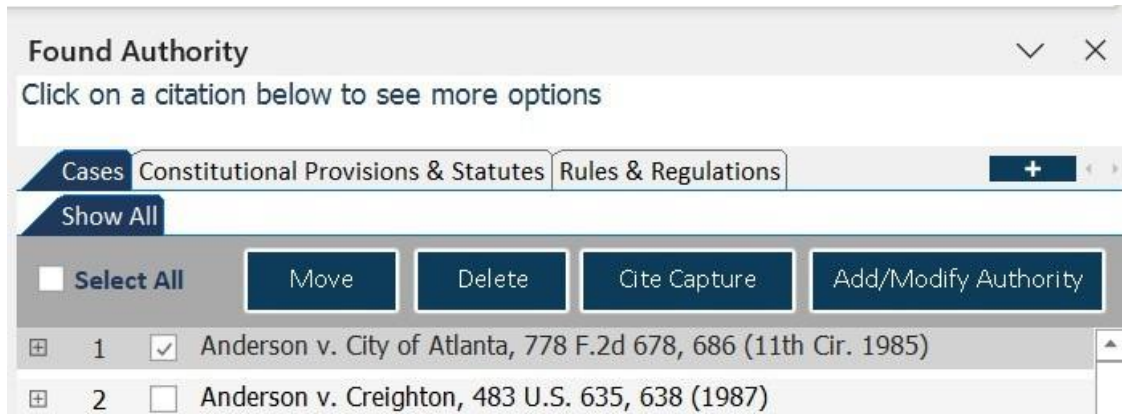 Found Authority
Click on a citation below to see more options
Cases Constitutional Provisions & Statutes Rules & Regulations +
Show All
Select All Move Delete Cite Capture Add/Modify Authority
1 Anderson v. City of Atlanta, 778 F.2d 678, 686 (11th Cir. 1985)
2 Anderson v. Creighton, 483 U.S. 635, 638 (1987)